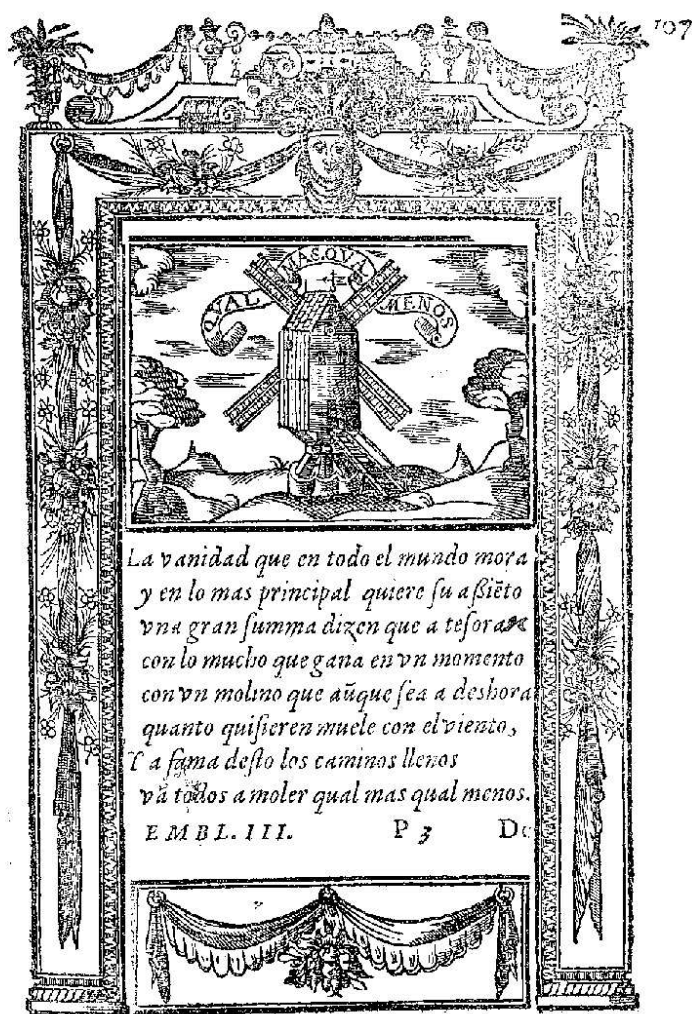 107
QVAL MAS QVA MENOS
La vanidad que en todo el mundo mora
y en lo mas principal quiere ſu aßiẽto
vna gran ſumma dizen que a teſora
con lo mucho que gana en vn momento
con vn molino que aũque ſea a deshora
quanto quiſieren muele con el viento,
Y a fama deſto los caminos llenos
vã todos a moler qual mas qual menos.
EMBL. III. P 3 De